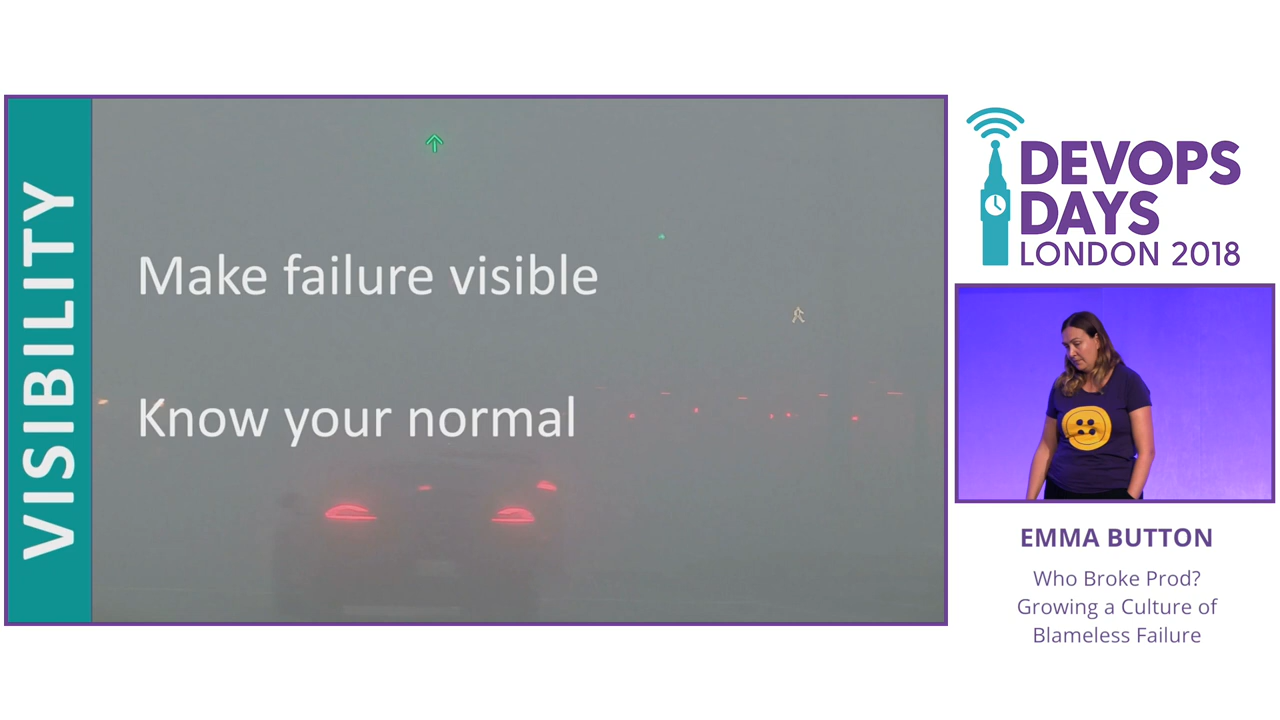 VISIBILITY
Make failure visible
Know your normal
DEVOPS
DAYS
LONDON 2018
EMMA BUTTON
Who Broke Prod?
Growing a Culture of
Blameless Failure